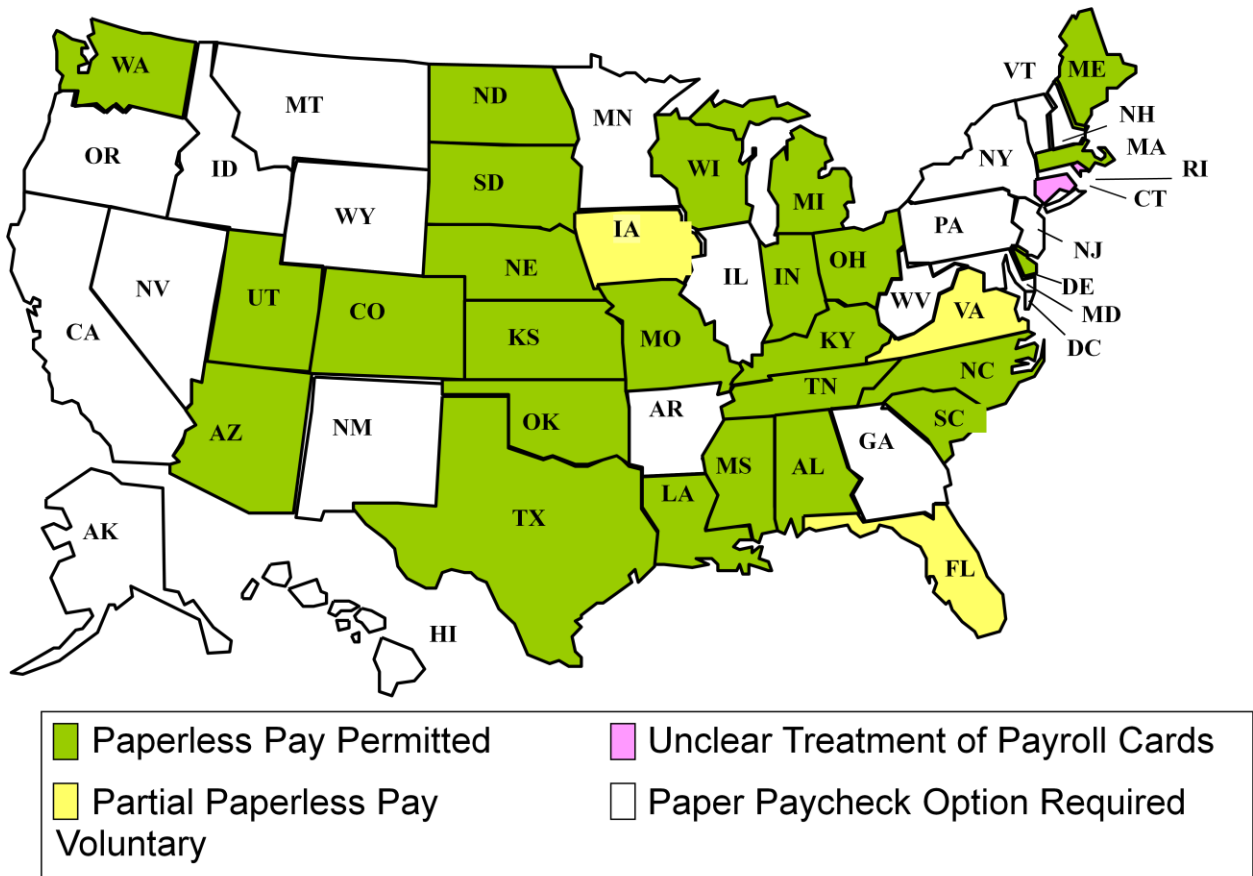 WA
MT
ND
MN
VT
ME
NH
MA
RI
CT
OR
ID
SD
WI
NY
WY
MI
IA
PA
NJ
NE
IL
IN
OH
DE
NV
UT
CO
WV
VA
MD
DC
CA
KS
MO
KY
NC
TN
AZ
NM
OK
AR
SC
GA
MS
AL
LA
TX
AK
FL
HI
Paperless Pay Permitted
Unclear Treatment of Payroll Cards
Partial Paperless Pay
Voluntary
Paper Paycheck Option Required